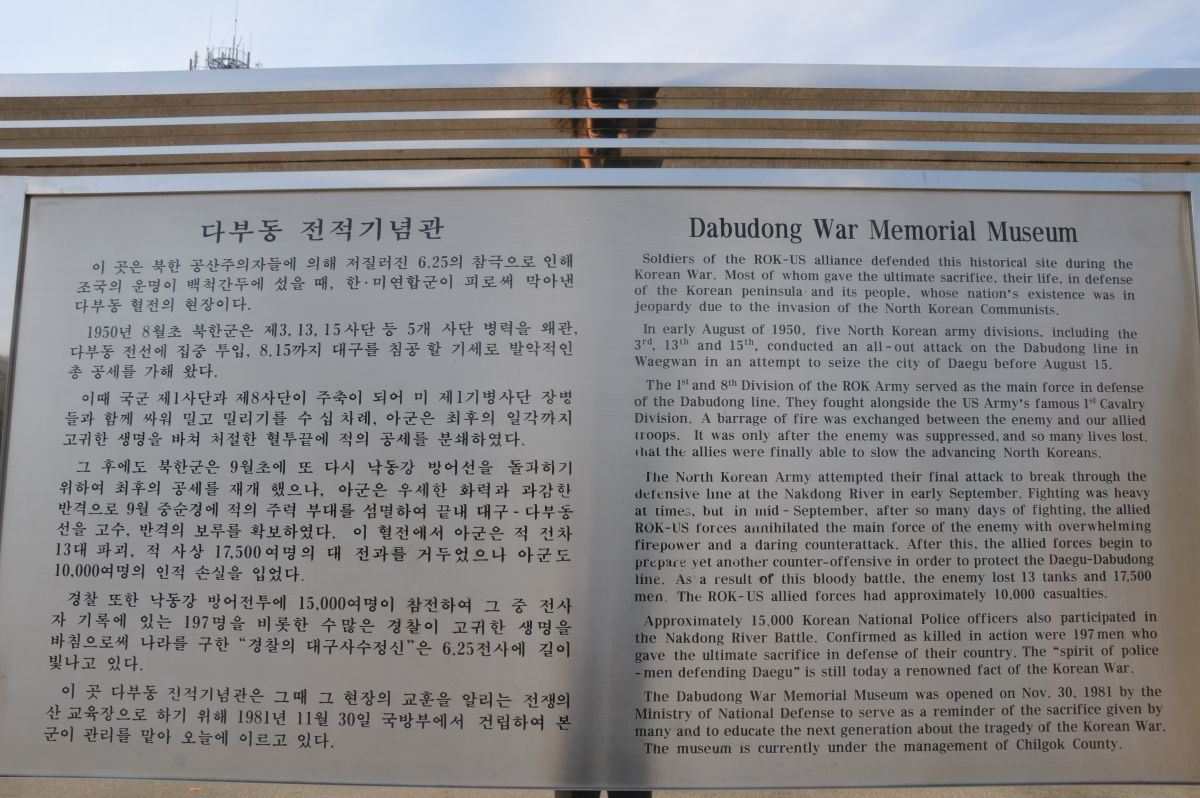 다부동 전적기념관
이 곳은 북한 공산주의자들에 의해 저질러진 6.25의 참극으로 인해
조국의 운명이 백척간두에 섰을 때, 한·미연합군이 피로써 막아낸
다부동 혈전의 현장이다.
1950년 8월초 북한군은 제3, 13, 15사단 등 5개 사단 병력을 왜관,
다부동 전선에 집중 투입, 8.15까지 대구를 침공 할 기세로 발악적인
총 공세를 가해 왔다.
이때 국군 제1사단과 제8사단이 주축이 되어 미 제1기병사단 장병
들과 함께 싸워 밀고 밀리기를 수 십 차례, 아군은 최후의 일각까지
고귀한 생명을 바쳐 처절한 혈투끝에 적의 공세를 분쇄하였다.
그 후에도 북한군은 9월초에 또 다시 낙동강 방어선을 돌파하기
위하여 최후의 공세를 재개 했으나, 아군은 우세한 화력과 과감한
반격으로 9월 중순경에 적의 주력 부대를 섬멸하여 끝내 대구 - 다부동
선을 고수, 반격의 보루를 확보하였다. 이 혈전에서 아군은 적 전차
13대 파괴, 적 사상 17,500여명의 대 전과를 거두었으나 아군도
10,000여명의 인적 손실을 입었다.
경찰 또한 낙동강 방어전투에 15,000여명이 참전하여 그 중 전사
자 기록에 있는 197명을 비롯한 수많은 경찰이 고귀한 생명을
바침으로써 나라를 구한 “경찰의 대구사수정신”은 6.25전사에 길이
빛나고 있다.
이 곳 다부동 전적기념관은 그때 그 현장의 교훈을 알리는 전쟁의
산 교육장으로 하기 위해 1981년 11월 30일 국방부에서 건립하여 본
군이 관리를 맡아 오늘에 이르고 있다.
Dabudong War Memorial Museum
Soldiers of the ROK-US alliance defended this historical site during the
Korean War. Most of whom gave the ultimate sacrifice, their life, in defense
of the Korean peninsula and its people, whose nation's existence was in
jeopardy due to the invasion of the North Korean Communists.
In early August of 1950, five North Korean army divisions, including the
3rd, 13th and 15th, conducted an all-out attack on the Dabudong line in
Waegwan in an attempt to seize the city of Daegu before August 15.
The 1st and 8th Division of the ROK Army served as the main force in defense
of the Dabudong line. They fought alongside the US Army's famous 1st Cavalry
Division. A barrage of fire was exchanged between the enemy and our allied
troops. It was only after the enemy was suppressed, and so many lives lost,
that the allies were finally able to slow the advancing North Koreans.
The North Korean Army attempted their final attack to break through the
defensive line at the Nakdong River in early September. Fighting was heavy
at times, but in mid - September, after so many days of fighting, the allied
ROK-US forces annihilated the main force of the enemy with overwhelming
firepower and a daring counterattack. After this, the allied forces begin to
prepare yet another counter-offensive in order to protect the Daegu-Dabudong
line. As a result of this bloody battle, the enemy lost 13 tanks and 17,500
men. The ROK-US allied forces had approximately 10,000 casualties.
Approximately 15,000 Korean National Police officers also participated in
the Nakdong River Battle. Confirmed as killed in action were 197 men who
gave the ultimate sacrifice in defense of their country. The “spirit of police
-men defending Daegu” is still today a renowned fact of the Korean War.
The Dabudong War Memorial Museum was opened on Nov. 30, 1981 by the
Ministry of National Defense to serve as a reminder of the sacrifice given by
many and to educate the next generation about the tragedy of the Korean War.
The museum is currently under the management of Chilgok County.